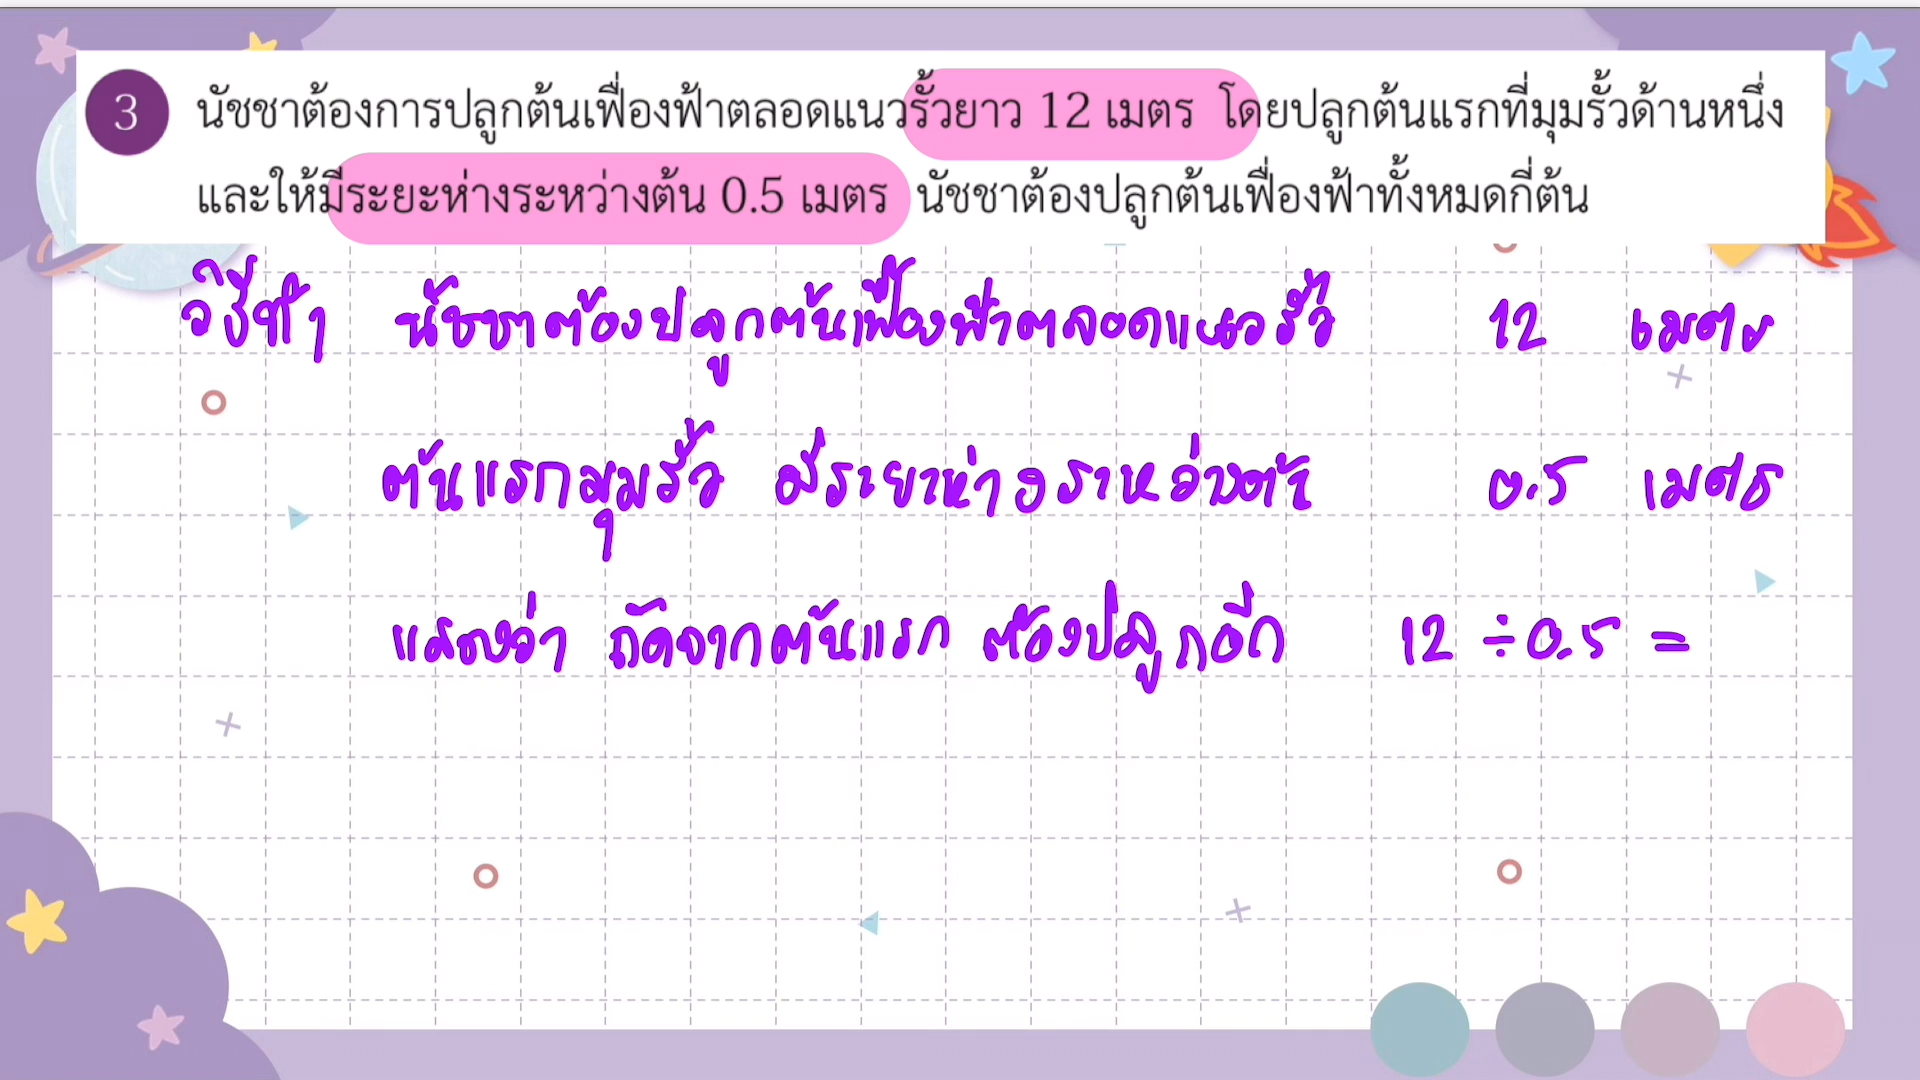 3 นัชชาต้องการปลูกต้นเฟื่องฟ้าตลอดแนวรั้วยาว 12 เมตร โดยปลูกต้นแรกที่มุมรั้วด้านหนึ่ง
และให้มีระยะห่างระหว่างต้น 0.5 เมตร นัชชาต้องปลูกต้นเฟื่องฟ้าทั้งหมดกี่ต้น
วิธีทำ นัชชาต้องปลูกต้นเฟื่องฟ้าตลอดแนวรั้ว 12 เมตร
ต้นแรกมุมรั้ว มีระยะห่างระหว่างต้น 0.5 เมตร
แสดงว่า ถัดจากต้นแรก ต้องปลูกอีก 12 ÷ 0.5 =